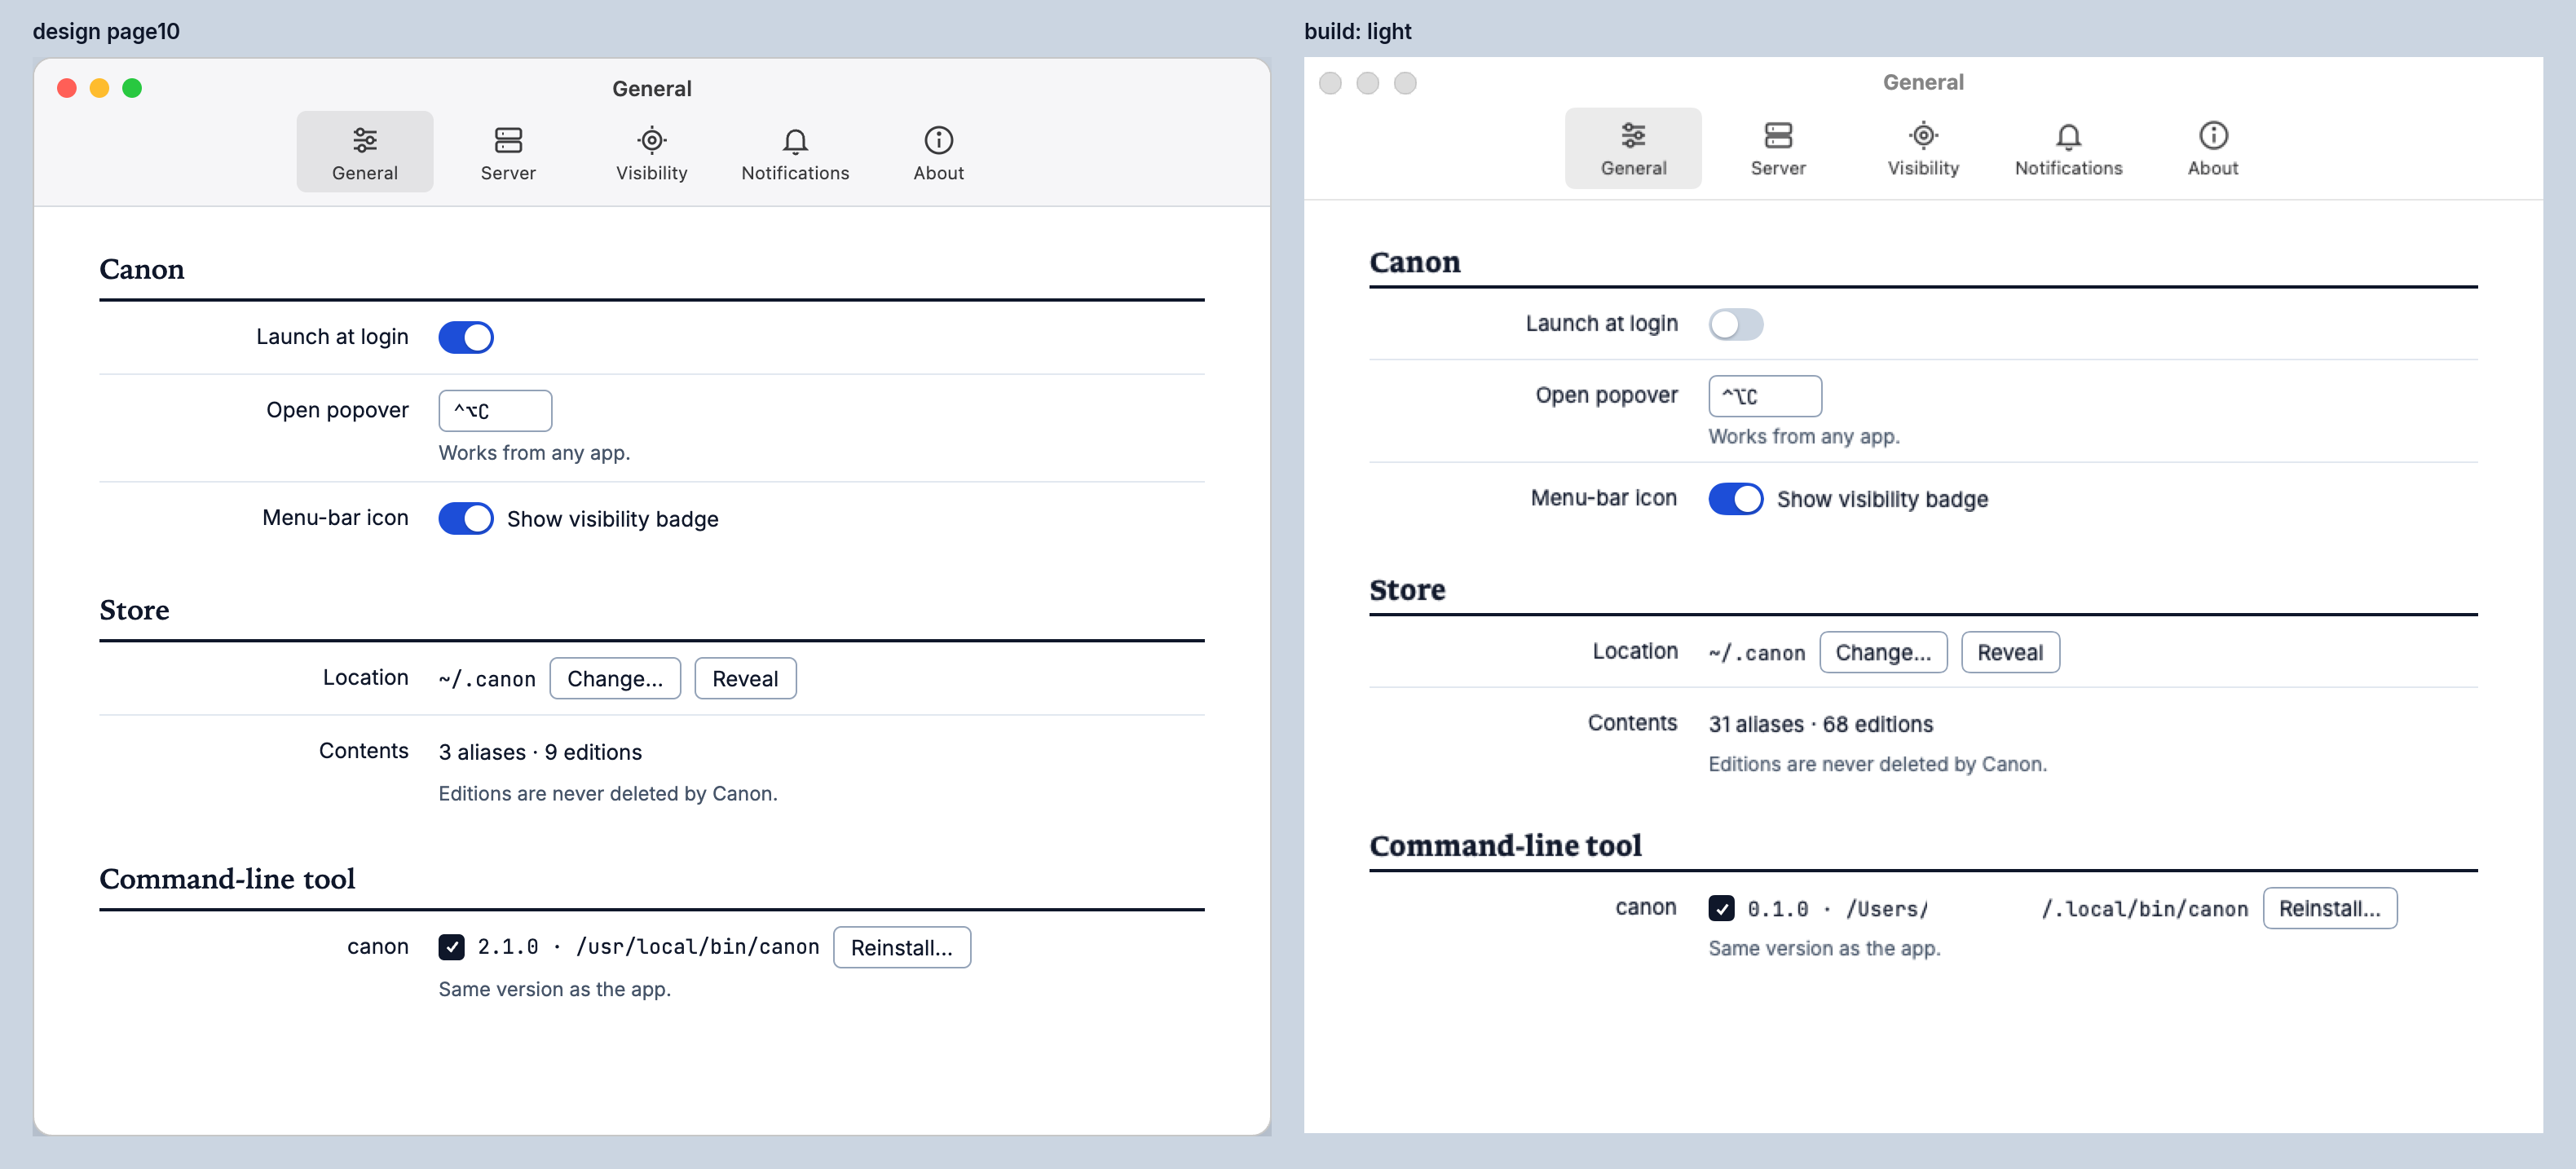 design page10
General
General Server Visibility Notifications About
Canon
Launch at login
Open popover ^⌥C
Works from any app.
Menu-bar icon Show visibility badge
Store
Location ~/.canon Change... Reveal
Contents 3 aliases · 9 editions
Editions are never deleted by Canon.
Command-line tool
canon 2.1.0 · /usr/local/bin/canon Reinstall...
Same version as the app.
build: light
General
General Server Visibility Notifications About
Canon
Launch at login
Open popover ^⌥C
Works from any app.
Menu-bar icon Show visibility badge
Store
Location ~/.canon Change... Reveal
Contents 31 aliases · 68 editions
Editions are never deleted by Canon.
Command-line tool
canon 0.1.0 · /Users/ /.local/bin/canon Reinstall...
Same version as the app.